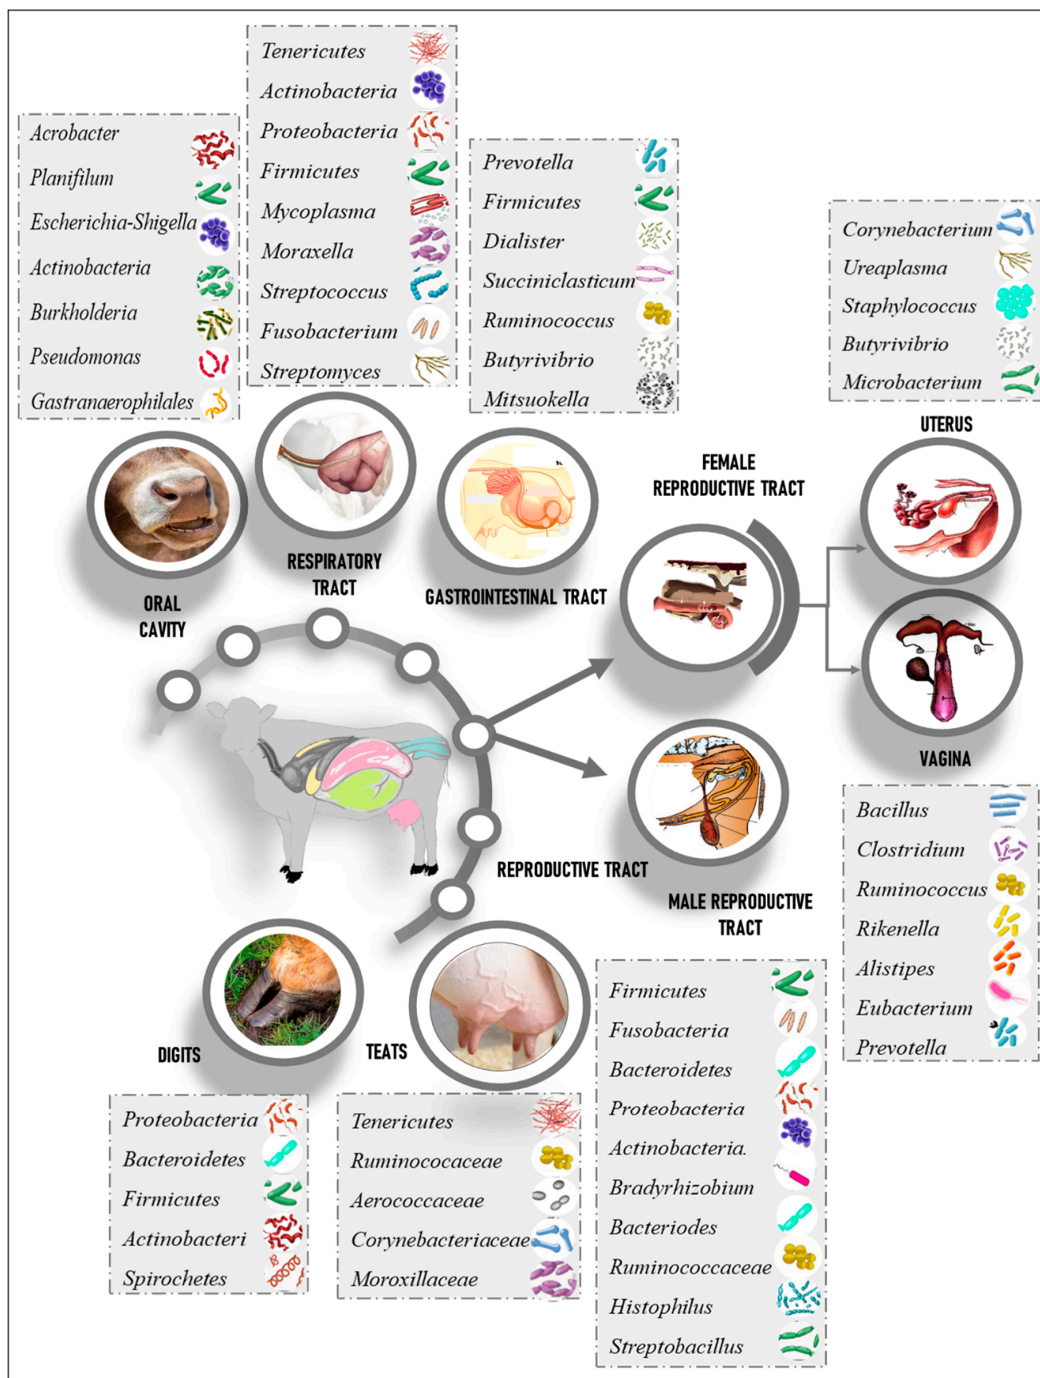 Acrobacter
Planifilum
Escherichia-Shigella
Actinobacteria
Burkholderia
Pseudomonas
Gastranaerophilales
Tenericutes
Actinobacteria
Proteobacteria
Firmicutes
Mycoplasma
Moraxella
Streptococcus
Fusobacterium
Streptomyces
Prevotella
Firmicutes
Dialister
Succiniclasticum
Ruminococcus
Butyrivibrio
Mitsuokella
Corynebacterium
Ureaplasma
Staphylococcus
Butyrivibrio
Microbacterium
ORAL
CAVITY
RESPIRATORY
TRACT
GASTROINTESTINAL TRACT
FEMALE
REPRODUCTIVE TRACT
UTERUS
VAGINA
REPRODUCTIVE TRACT
MALE REPRODUCTIVE
TRACT
DIGITS
TEATS
Bacillus
Clostridium
Ruminococcus
Rikenella
Alistipes
Eubacterium
Prevotella
Proteobacteria
Bacteroidetes
Firmicutes
Actinobacteri
Spirochetes
Tenericutes
Ruminococaceae
Aerococcaceae
Corynebacteriaceae
Moroxillaceae
Firmicutes
Fusobacteria
Bacteroidetes
Proteobacteria
Actinobacteria.
Bradyrhizobium
Bacteriodes
Ruminococcaceae
Histophilus
Streptobacillus